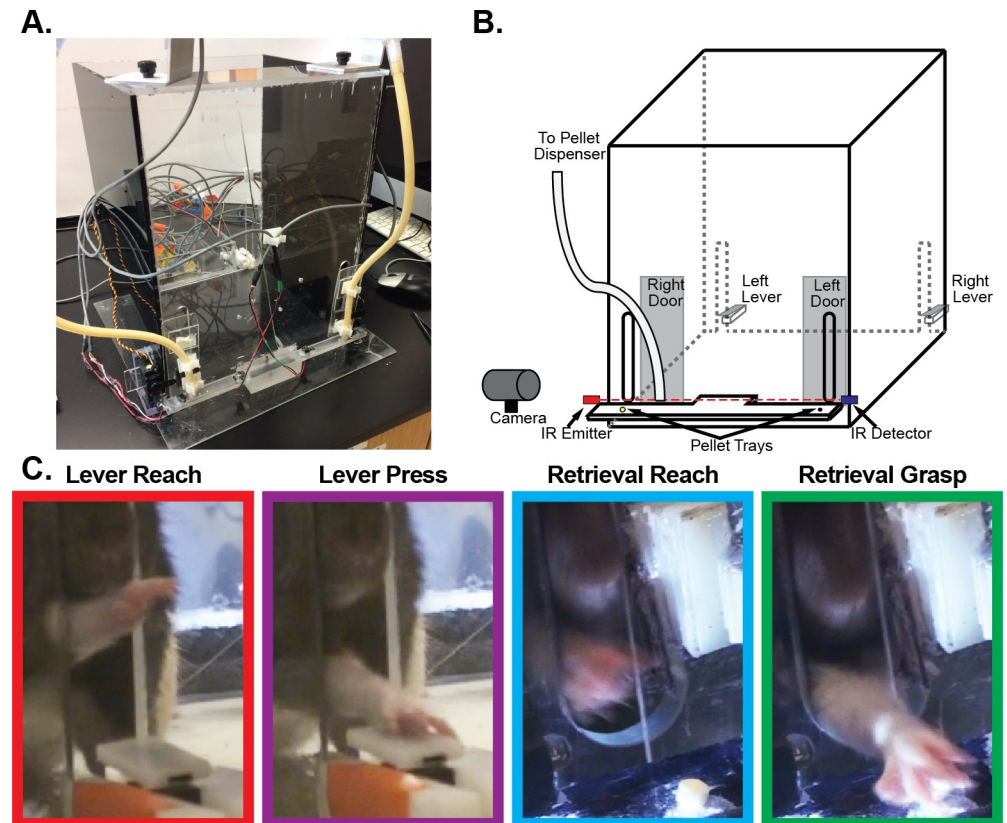 A.
B.
To Pellet
Dispenser
Right
Door
Left
Door
Left
Lever
Right
Lever
Camera
IR Emitter
Pellet Trays
IR Detector
C.
Lever Reach
Lever Press
Retrieval Reach
Retrieval Grasp